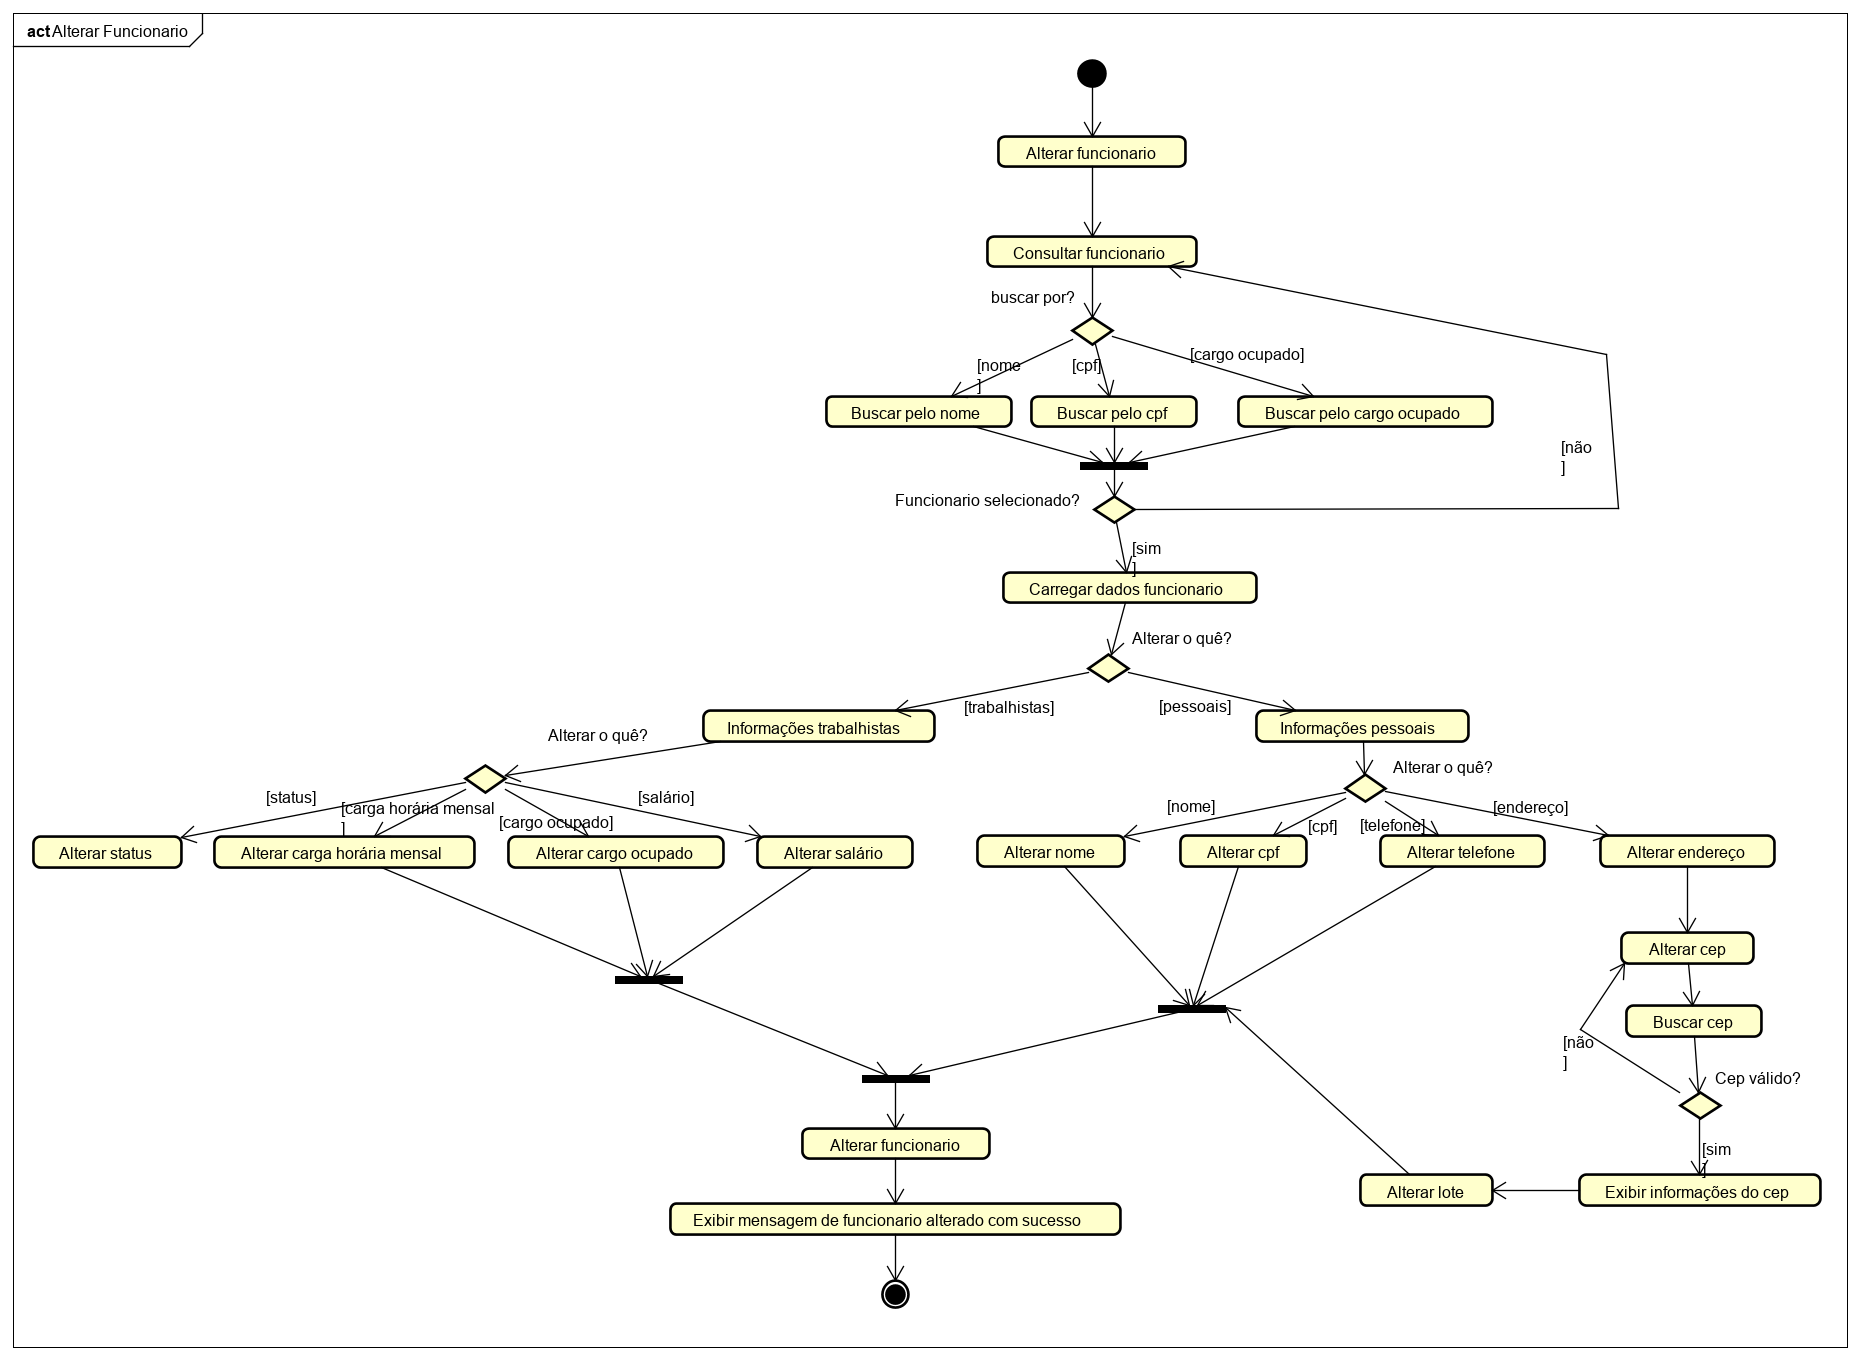 act Alterar Funcionario
Alterar funcionario
Consultar funcionario
buscar por?
[nome
]
[cpf]
[cargo ocupado]
Buscar pelo nome
Buscar pelo cpf
Buscar pelo cargo ocupado
[não
]
Funcionario selecionado?
[sim
]
Carregar dados funcionario
Alterar o quê?
[trabalhistas]
[pessoais]
Informações trabalhistas
Informações pessoais
Alterar o quê?
Alterar o quê?
[status]
[carga horária mensal
]
[cargo ocupado]
[salário]
[nome]
[cpf]
[telefone]
[endereço]
Alterar status
Alterar carga horária mensal
Alterar cargo ocupado
Alterar salário
Alterar nome
Alterar cpf
Alterar telefone
Alterar endereço
Alterar cep
Buscar cep
[não
]
Cep válido?
[sim
]
Alterar funcionario
Alterar lote
Exibir informações do cep
Exibir mensagem de funcionario alterado com sucesso